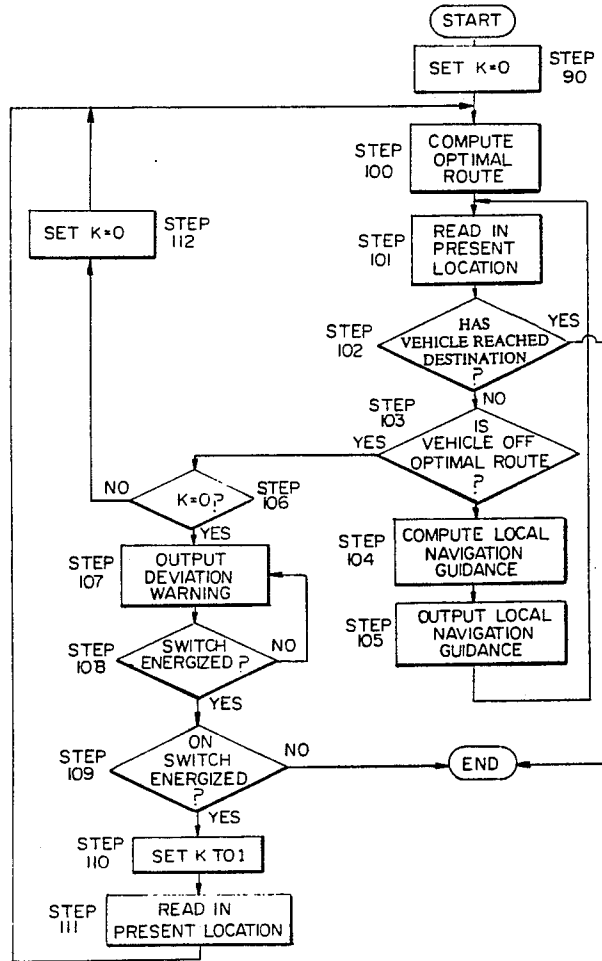 START
SET K=0
STEP
90
COMPUTE
OPTIMAL
ROUTE
STEP
100
READ IN
PRESENT
LOCATION
STEP
101
SET K=0
STEP
112
HAS
VEHICLE REACHED
DESTINATION
?
STEP
102
YES
NO
STEP
103
IS
VEHICLE OFF
OPTIMAL ROUTE
?
YES
NO
K=0?
STEP
106
YES
STEP
107
OUTPUT
DEVIATION
WARNING
STEP
104
COMPUTE LOCAL
NAVIGATION
GUIDANCE
STEP
105
OUTPUT LOCAL
NAVIGATION
GUIDANCE
STEP
108
SWITCH
ENERGIZED ?
NO
YES
STEP
109
ON
SWITCH
ENERGIZED
?
NO
END
YES
STEP
110
SET K TO 1
STEP
111
READ IN
PRESENT LOCATION